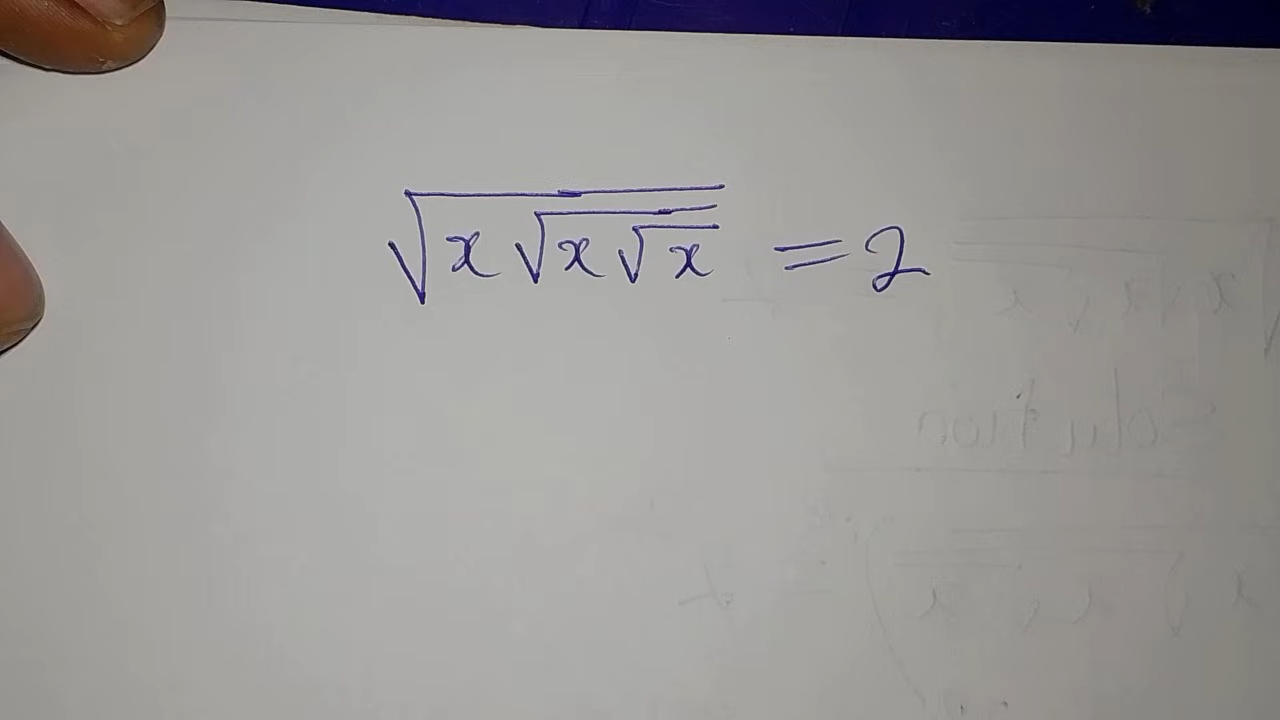 √(x√(x√x)) = 2